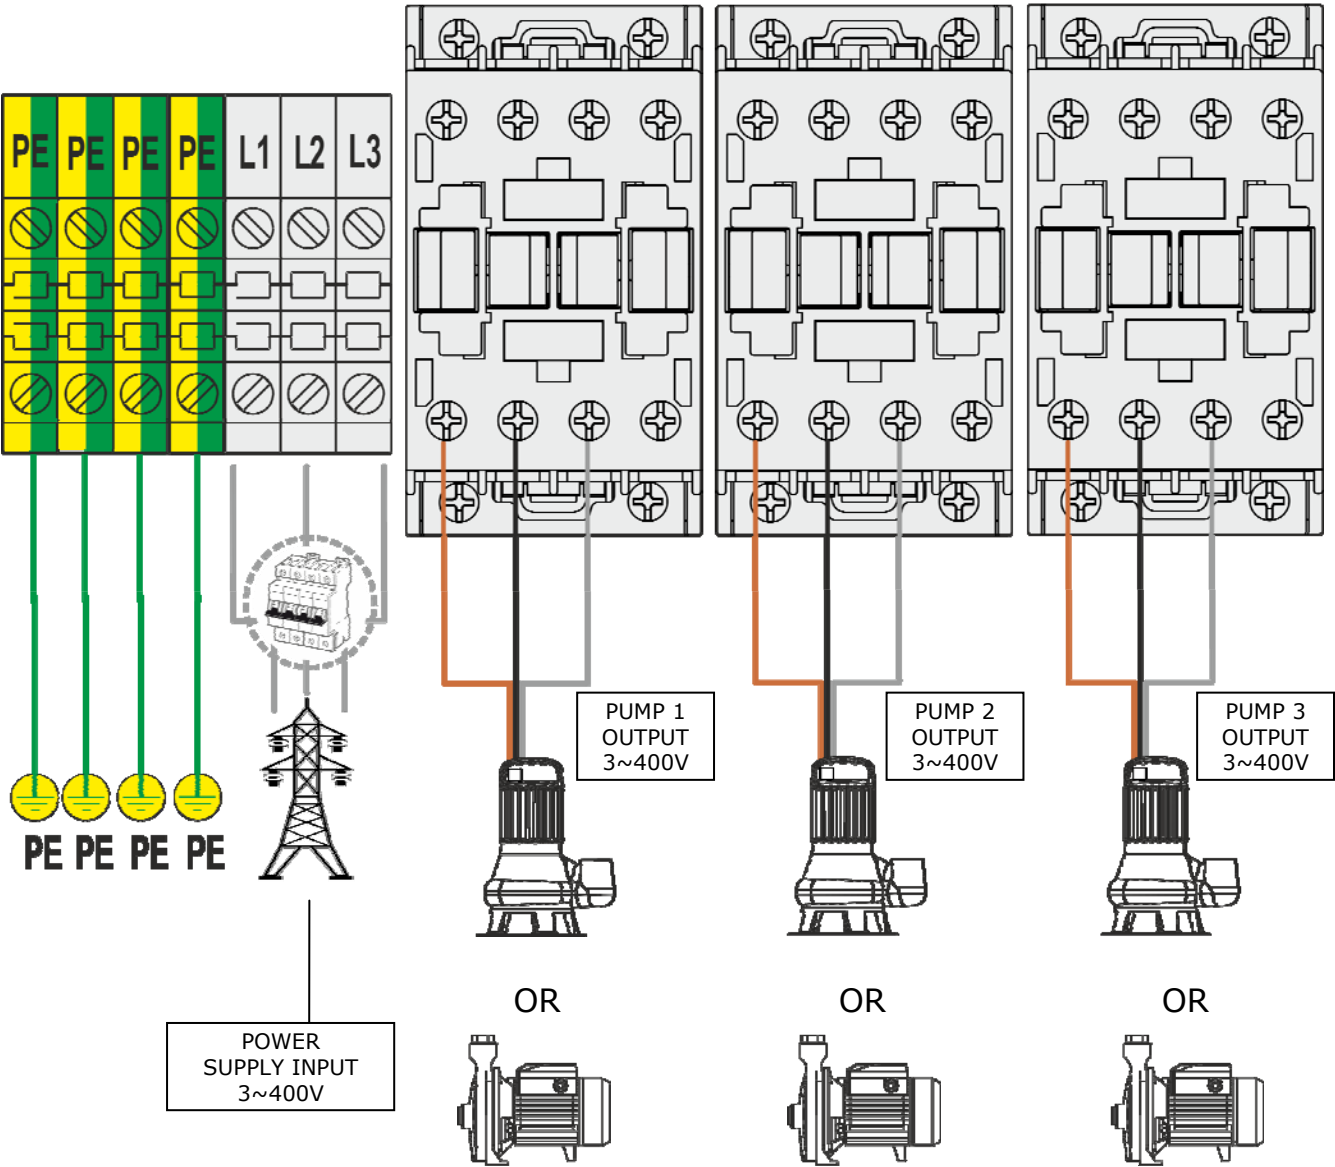 PE PE PE PE L1 L2 L3
PUMP 1
OUTPUT
3~400V
PUMP 2
OUTPUT
3~400V
PUMP 3
OUTPUT
3~400V
PE PE PE PE
OR OR OR
POWER
SUPPLY INPUT
3~400V